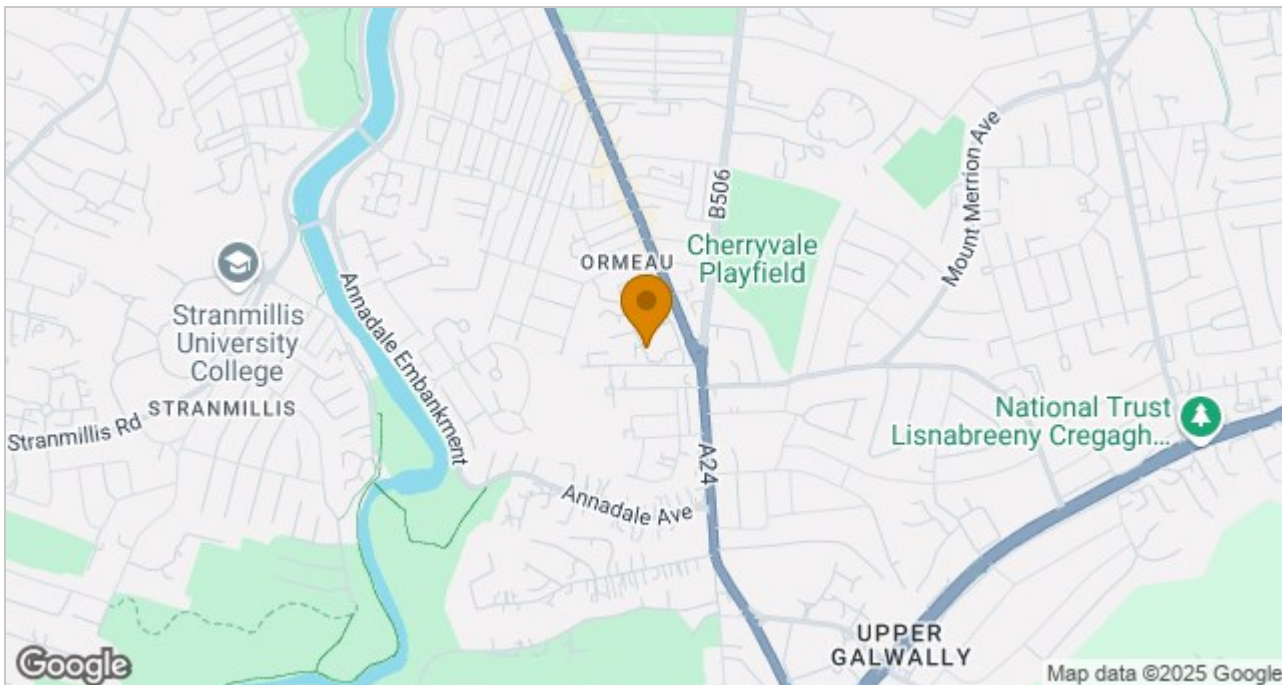 B506
Mount Merrion Ave
ORMEAU
Cherryvale
Playfield
Annadale Embankment
Stranmillis
University
College
STRANMILLIS
Stranmillis Rd
National Trust
Lisnabreeny Cregagh...
A24
Annadale Ave
UPPER
GALWALLY
Google
Map data ©2025 Google